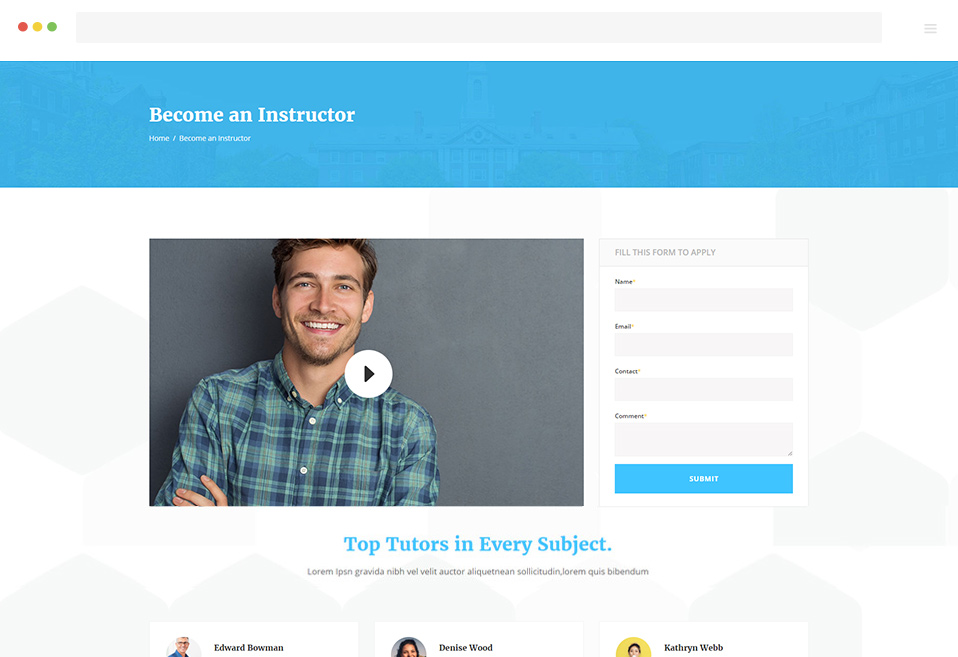 Become an Instructor
Home / Become an Instructor
FILL THIS FORM TO APPLY
Name*
Email*
Contact*
Comment*
SUBMIT
Top Tutors in Every Subject.
Lorem Ipsn gravida nibh vel velit auctor aliquetnean sollicitudin,lorem quis bibendum
Edward Bowman
Denise Wood
Kathryn Webb